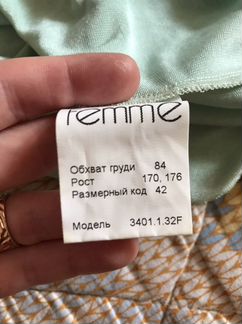 femme
Обхват груди 84
Рост 170, 176
Размерный код 42
Модель 3401.1.32F